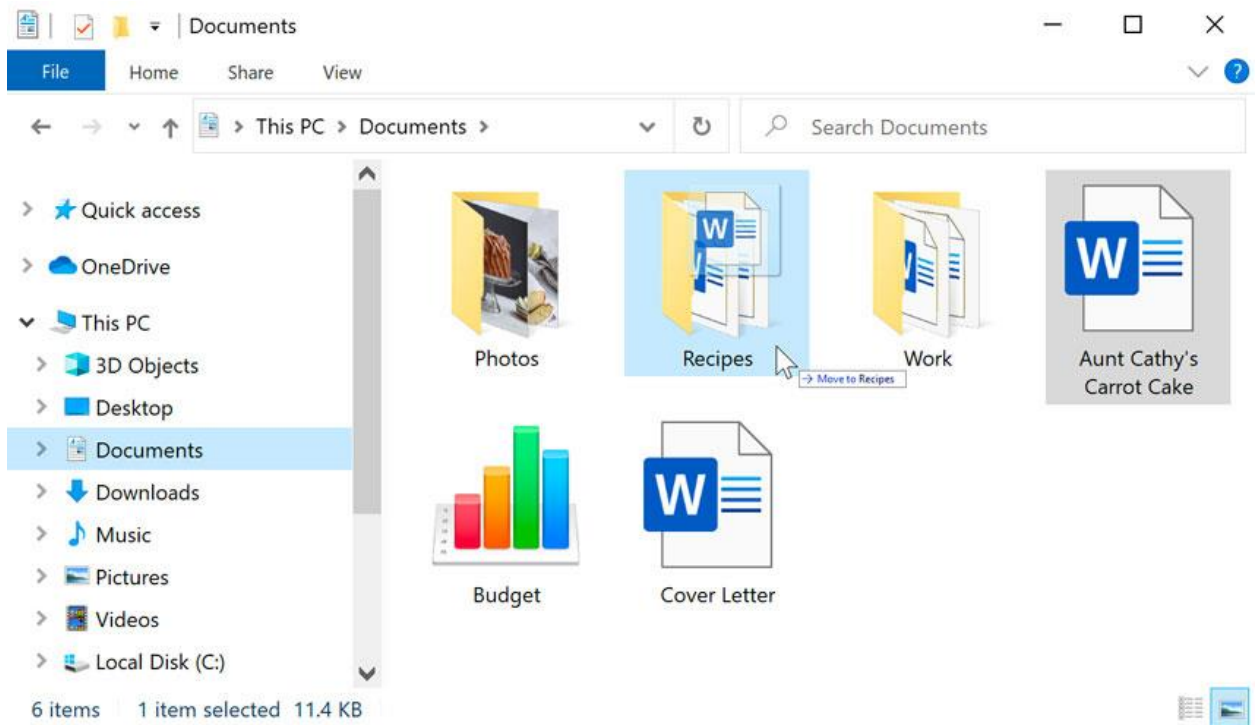 Documents
File Home Share View
?
> This PC > Documents >
Search Documents
Quick access
OneDrive
This PC
3D Objects
Desktop
Documents
Downloads
Music
Pictures
Videos
Local Disk (C:)
W
W
W
Photos
Recipes
Work
Aunt Cathy's
Carrot Cake
→ Move to Recipes
W
Budget
Cover Letter
6 items 1 item selected 11.4 KB